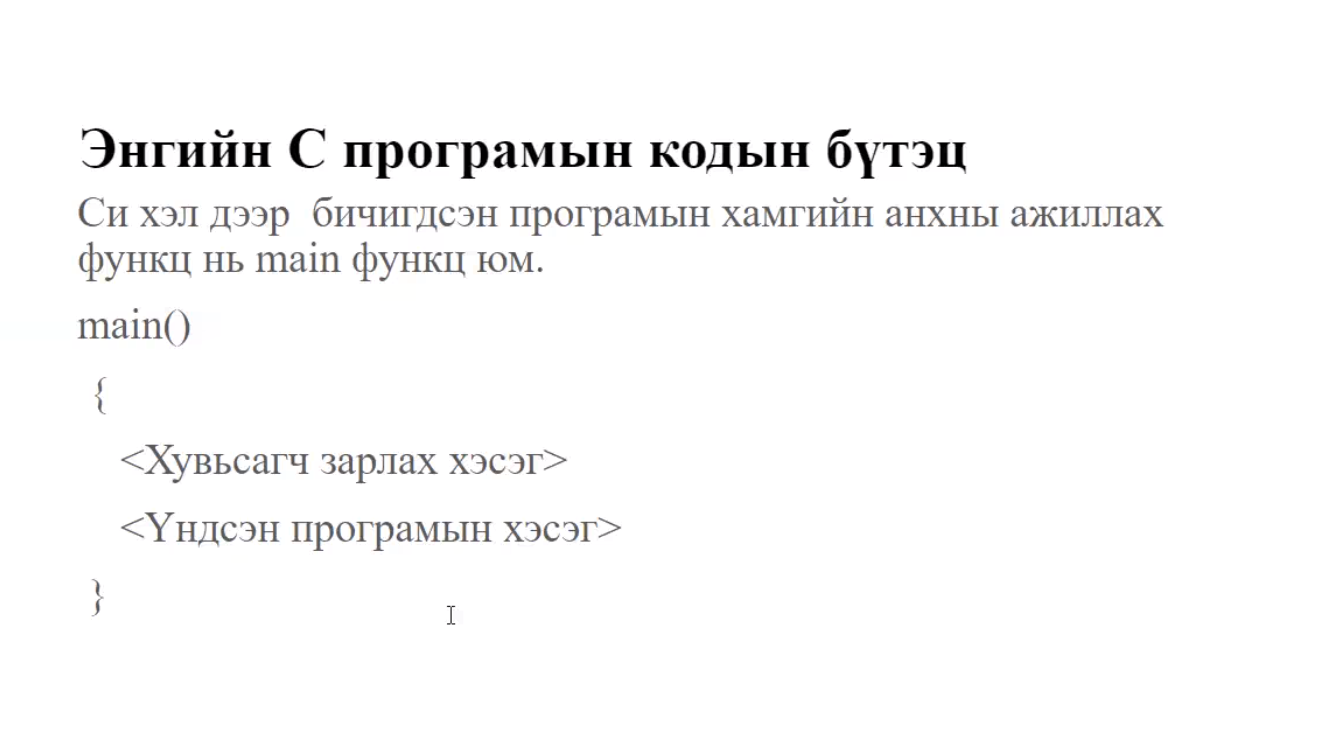 Энгийн С програмын кодын бүтэц
Си хэл дээр бичигдсэн програмын хамгийн анхны ажиллах
функц нь main функц юм.
main()
{
<Хувьсагч зарлах хэсэг>
<Үндсэн програмын хэсэг>
}